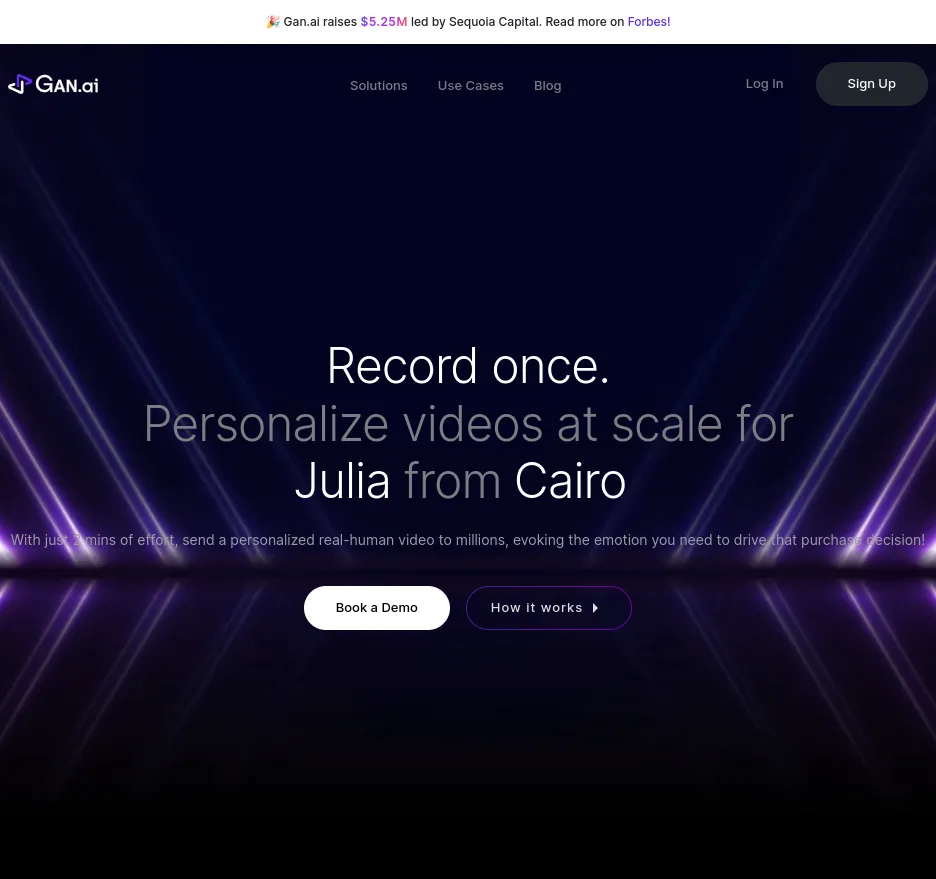 🎉 Gan.ai raises $5.25M led by Sequoia Capital. Read more on Forbes!
GAN.ai
Solutions
Use Cases
Blog
Log In
Sign Up
Record once.
Personalize videos at scale for
Julia from Cairo
With just 2 mins of effort, send a personalized real-human video to millions, evoking the emotion you need to drive that purchase decision!
Book a Demo
How it works